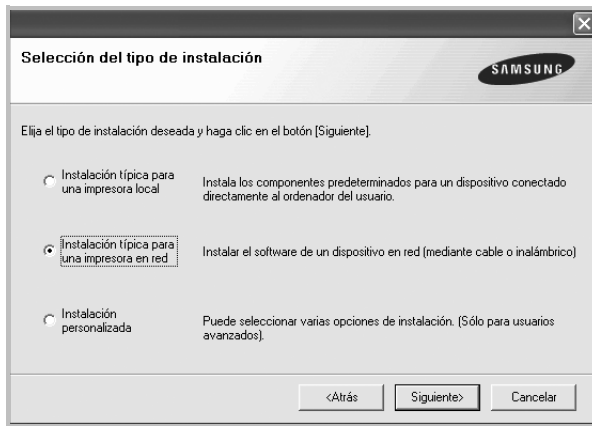 Selección del tipo de instalación
SAMSUNG
Elija el tipo de instalación deseada y haga clic en el botón [Siguiente].
Instalación típica para
una impresora local
Instala los componentes predeterminados para un dispositivo conectado
directamente al ordenador del usuario.
Instalación típica para
una impresora en red
Instalar el software de un dispositivo en red (mediante cable o inalámbrico)
Instalación
personalizada
Puede seleccionar varias opciones de instalación. (Sólo para usuarios
avanzados).
<Atrás
Siguiente>
Cancelar